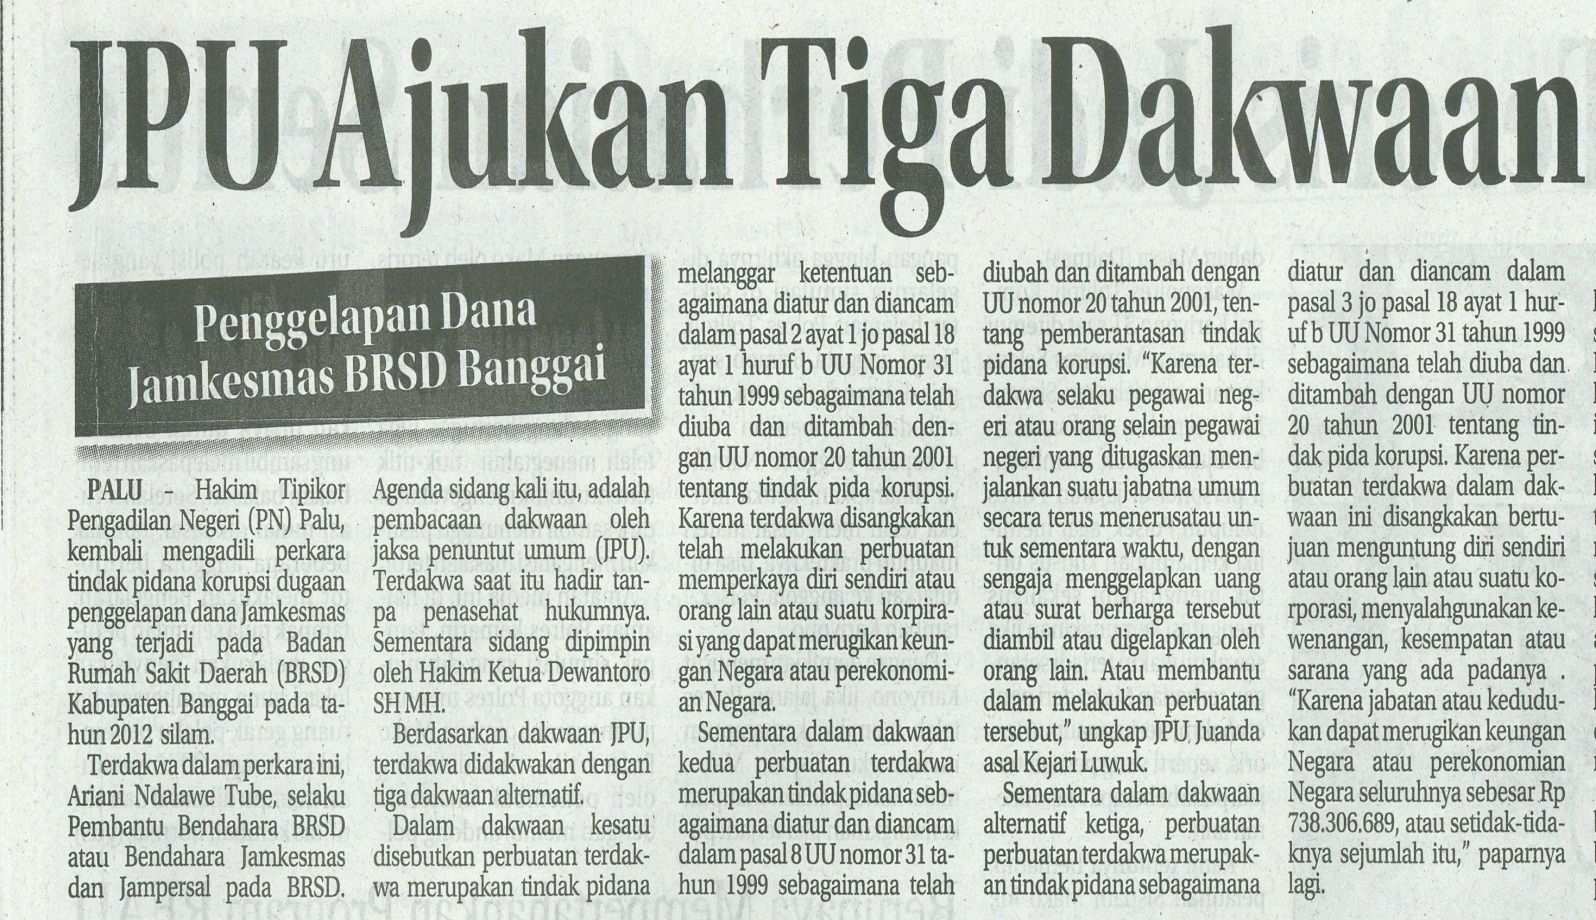 JPU Ajukan Tiga Dakwaan
Penggelapan Dana
Jamkesmas BRSD Banggai
PALU - Hakim Tipikor
Pengadilan Negeri (PN) Palu,
kembali mengadili perkara
tindak pidana korupsi dugaan
penggelapan dana Jamkesmas
yang terjadi pada Badan
Rumah Sakit Daerah (BRSD)
Kabupaten Banggai pada ta-
hun 2012 silam.
Terdakwa dalam perkara ini,
Ariani Ndalawe Tube, selaku
Pembantu Bendahara BRSD
atau Bendahara Jamkesmas
dan Jampersal pada BRSD.
Agenda sidang kali itu, adalah
pembacaan dakwaan oleh
jaksa penuntut umum (JPU).
Terdakwa saat itu hadir tan-
pa penasehat hukumnya.
Sementara sidang dipimpin
oleh Hakim Ketua Dewantoro
SH MH.
Berdasarkan dakwaan JPU,
terdakwa didakwakan dengan
tiga dakwaan alternatif.
Dalam dakwaan kesatu
disebutkan perbuatan terdak-
wa merupakan tindak pidana
melanggar ketentuan seb-
agaimana diatur dan diancam
dalam pasal 2 ayat 1 jo pasal 18
ayat 1 huruf b UU Nomor 31
tahun 1999 sebagaimana telah
diuba dan ditambah den-
gan UU nomor 20 tahun 2001
tentang tindak pida korupsi.
Karena terdakwa disangkakan
telah melakukan perbuatan
memperkaya diri sendiri atau
orang lain atau suatu korpira-
si yang dapat merugikan keun-
gan Negara atau perekonomi-
an Negara.
Sementara dalam dakwaan
kedua perbuatan terdakwa
merupakan tindak pidana seb-
agaimana diatur dan diancam
dalam pasal 8 UU nomor 31 ta-
hun 1999 sebagaimana telah
diubah dan ditambah dengan
UU nomor 20 tahun 2001, ten-
tang pemberantasan tindak
pidana korupsi. “Karena ter-
dakwa selaku pegawai neg-
eri atau orang selain pegawai
negeri yang ditugaskan men-
jalankan suatu jabatna umum
secara terus menerusatau un-
tuk sementara waktu, dengan
sengaja menggelapkan uang
atau surat berharga tersebut
diambil atau digelapkan oleh
orang lain. Atau membantu
dalam melakukan perbuatan
tersebut,” ungkap JPU Juanda
asal Kejari Luwuk.
Sementara dalam dakwaan
alternatif ketiga, perbuatan
perbuatan terdakwa merupak-
an tindak pidana sebagaimana
diatur dan diancam dalam
pasal 3 jo pasal 18 ayat 1 hur-
uf b UU Nomor 31 tahun 1999
sebagaimana telah diuba dan
ditambah dengan UU nomor
20 tahun 2001 tentang tin-
dak pida korupsi. Karena per-
buatan terdakwa dalam dak-
waan ini disangkakan bertu-
juan menguntung diri sendiri
atau orang lain atau suatu ko-
rporasi, menyalahgunakan ke-
wenangan, kesempatan atau
sarana yang ada padanya .
“Karena jabatan atau kedudu-
kan dapat merugikan keungan
Negara atau perekonomian
Negara seluruhnya sebesar Rp
738.306.689, atau setidak-tida-
knya sejumlah itu,” paparnya
lagi.